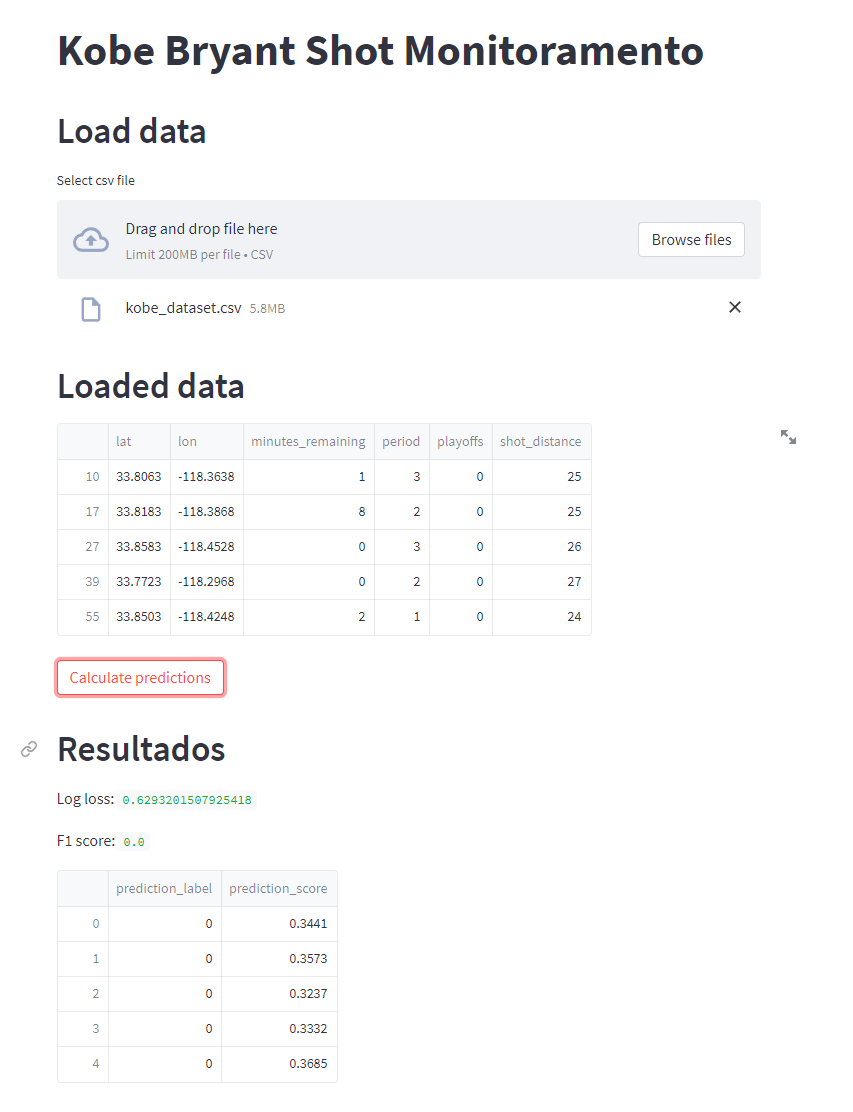 Kobe Bryant Shot Monitoramento
Load data
Select csv file
Drag and drop file here
Limit 200MB per file • CSV
Browse files
kobe_dataset.csv 5.8MB
Loaded data
lat lon minutes_remaining period playoffs shot_distance
10 33.8063 -118.3638 1 3 0 25
17 33.8183 -118.3868 8 2 0 25
27 33.8583 -118.4528 0 3 0 26
39 33.7723 -118.2968 0 2 0 27
55 33.8503 -118.4248 2 1 0 24
Calculate predictions
Resultados
Log loss: 0.6293201507925418
F1 score: 0.0
prediction_label prediction_score
0 0 0.3441
1 0 0.3573
2 0 0.3237
3 0 0.3332
4 0 0.3685